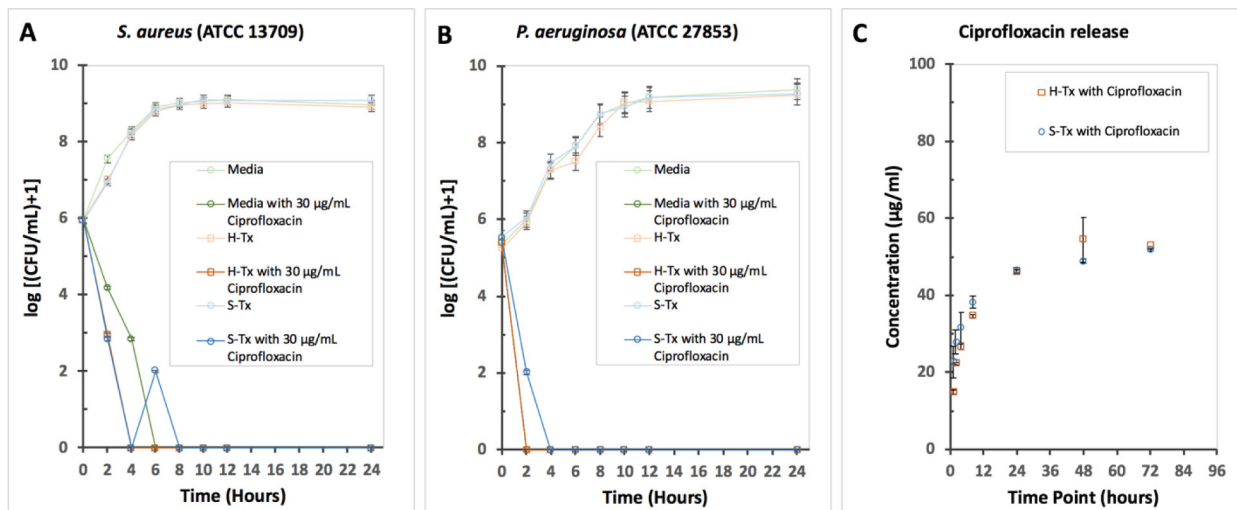 A
S. aureus (ATCC 13709)
log [(CFU/mL)+1]
10
8
6
4
2
0
Media
Media with 30 µg/mL
Ciprofloxacin
H-Tx
H-Tx with 30 µg/mL
Ciprofloxacin
S-Tx
S-Tx with 30 µg/mL
Ciprofloxacin
0 2 4 6 8 10 12 14 16 18 20 22 24
Time (Hours)
B
P. aeruginosa (ATCC 27853)
log [(CFU/mL)+1]
10
8
6
4
2
0
Media
Media with 30 µg/mL
Ciprofloxacin
H-Tx
H-Tx with 30 µg/mL
Ciprofloxacin
S-Tx
S-Tx with 30 µg/mL
Ciprofloxacin
0 2 4 6 8 10 12 14 16 18 20 22 24
Time (Hours)
C
Ciprofloxacin release
Concentration (µg/ml)
100
80
60
40
20
0
H-Tx with Ciprofloxacin
S-Tx with Ciprofloxacin
0 12 24 36 48 60 72 84 96
Time Point (hours)